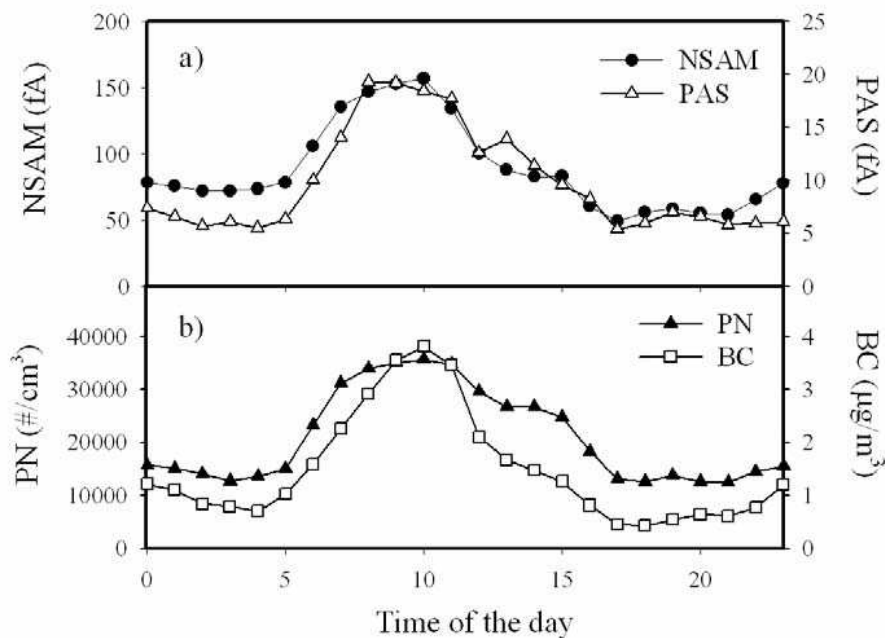 a)
NSAM
PAS
NSAM (fA)
200
150
100
50
0
PAS (fA)
25
20
15
10
5
0
b)
PN
BC
PN (#/cm³)
40000
30000
20000
10000
0
BC (µg/m³)
4
3
2
1
0
0 5 10 15 20
Time of the day